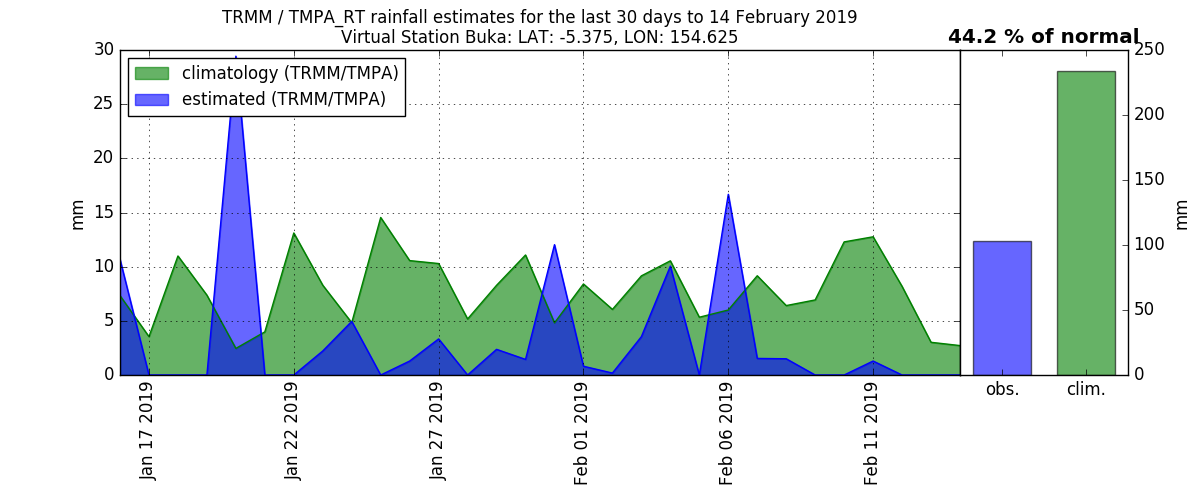 TRMM / TMPA_RT rainfall estimates for the last 30 days to 14 February 2019
Virtual Station Buka: LAT: -5.375, LON: 154.625
44.2 % of normal
climatology (TRMM/TMPA)
estimated (TRMM/TMPA)
30
25
20
15
10
5
0
mm
Jan 17 2019
Jan 22 2019
Jan 27 2019
Feb 01 2019
Feb 06 2019
Feb 11 2019
obs.
clim.
250
200
150
100
50
0
mm